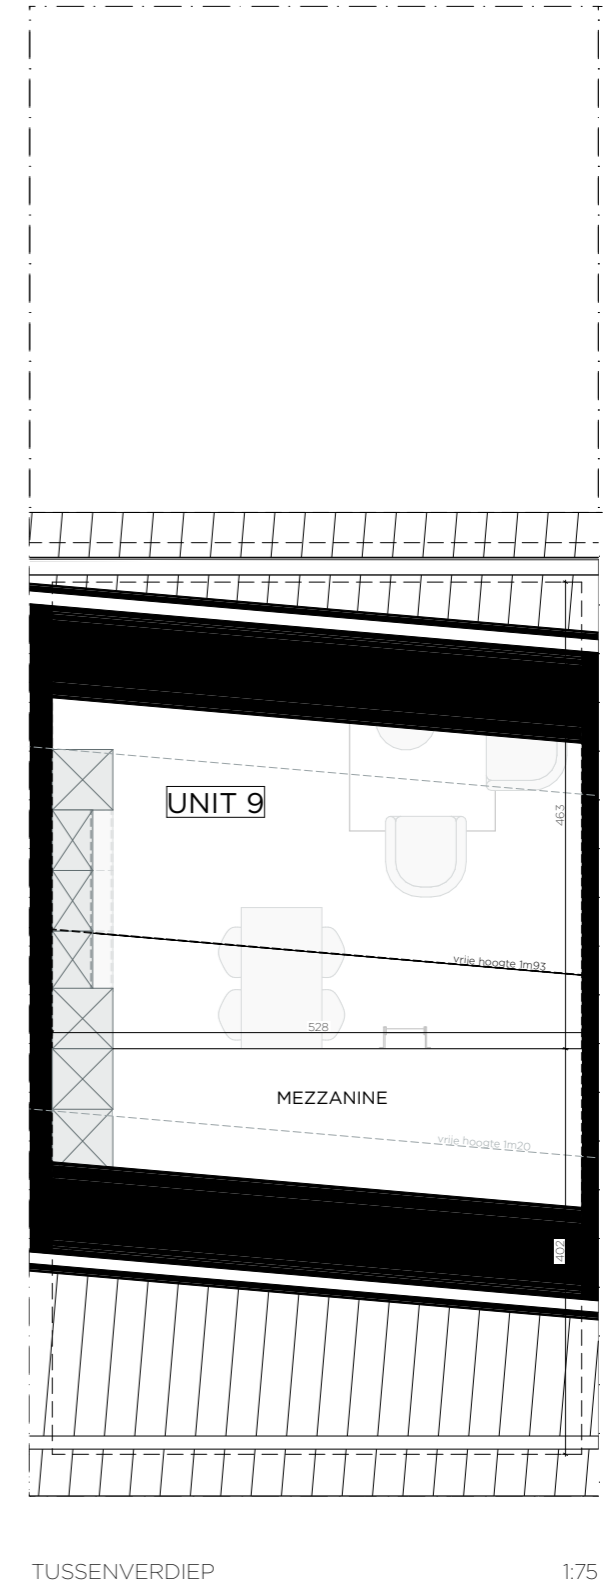 UNIT 9
463
vrije hoogte 1m93
528
MEZZANINE
vrije hoogte 1m20
402
TUSSENVERDIEP
1:75